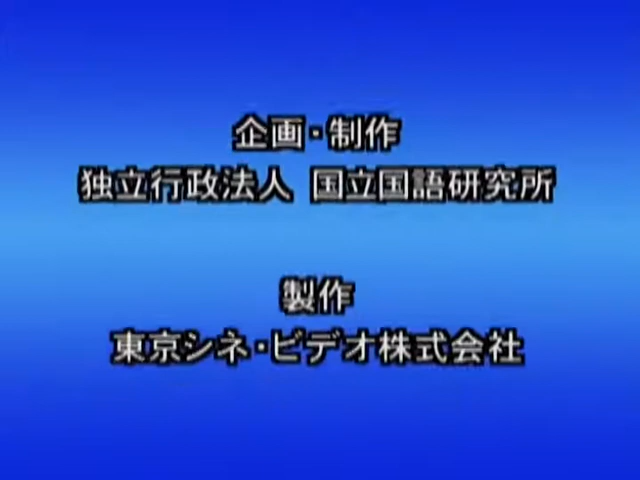 企画・制作
独立行政法人 国立国語研究所
製作
東京シネ・ビデオ株式会社